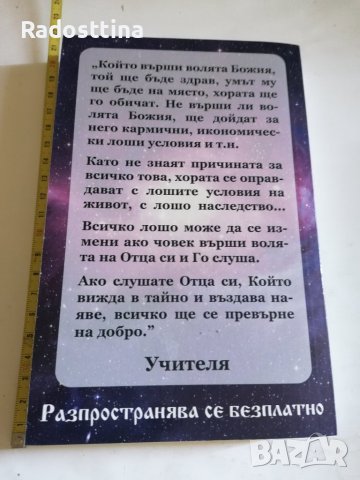 Radosttina
„Който върши волята Божия,
той ще бъде здрав, умът му
ще бъде на място, хората ще
го обичат. Не върши ли во-
лята Божия, ще дойдат за
него кармични, икономичес-
ки лоши условия и т.н.
Като не знаят причината за
всичко това, хората се оправ-
дават с лошите условия на
живот, с лошо наследство...
Всичко лошо може да се из-
мени ако човек върши воля-
та на Отца си и Го слуша.
Ако слушате Отца си, Който
вижда в тайно и въздава на-
яве, всичко ще се превърне
на добро.”
Учителя
Разпространява се безплатно
BAZAR